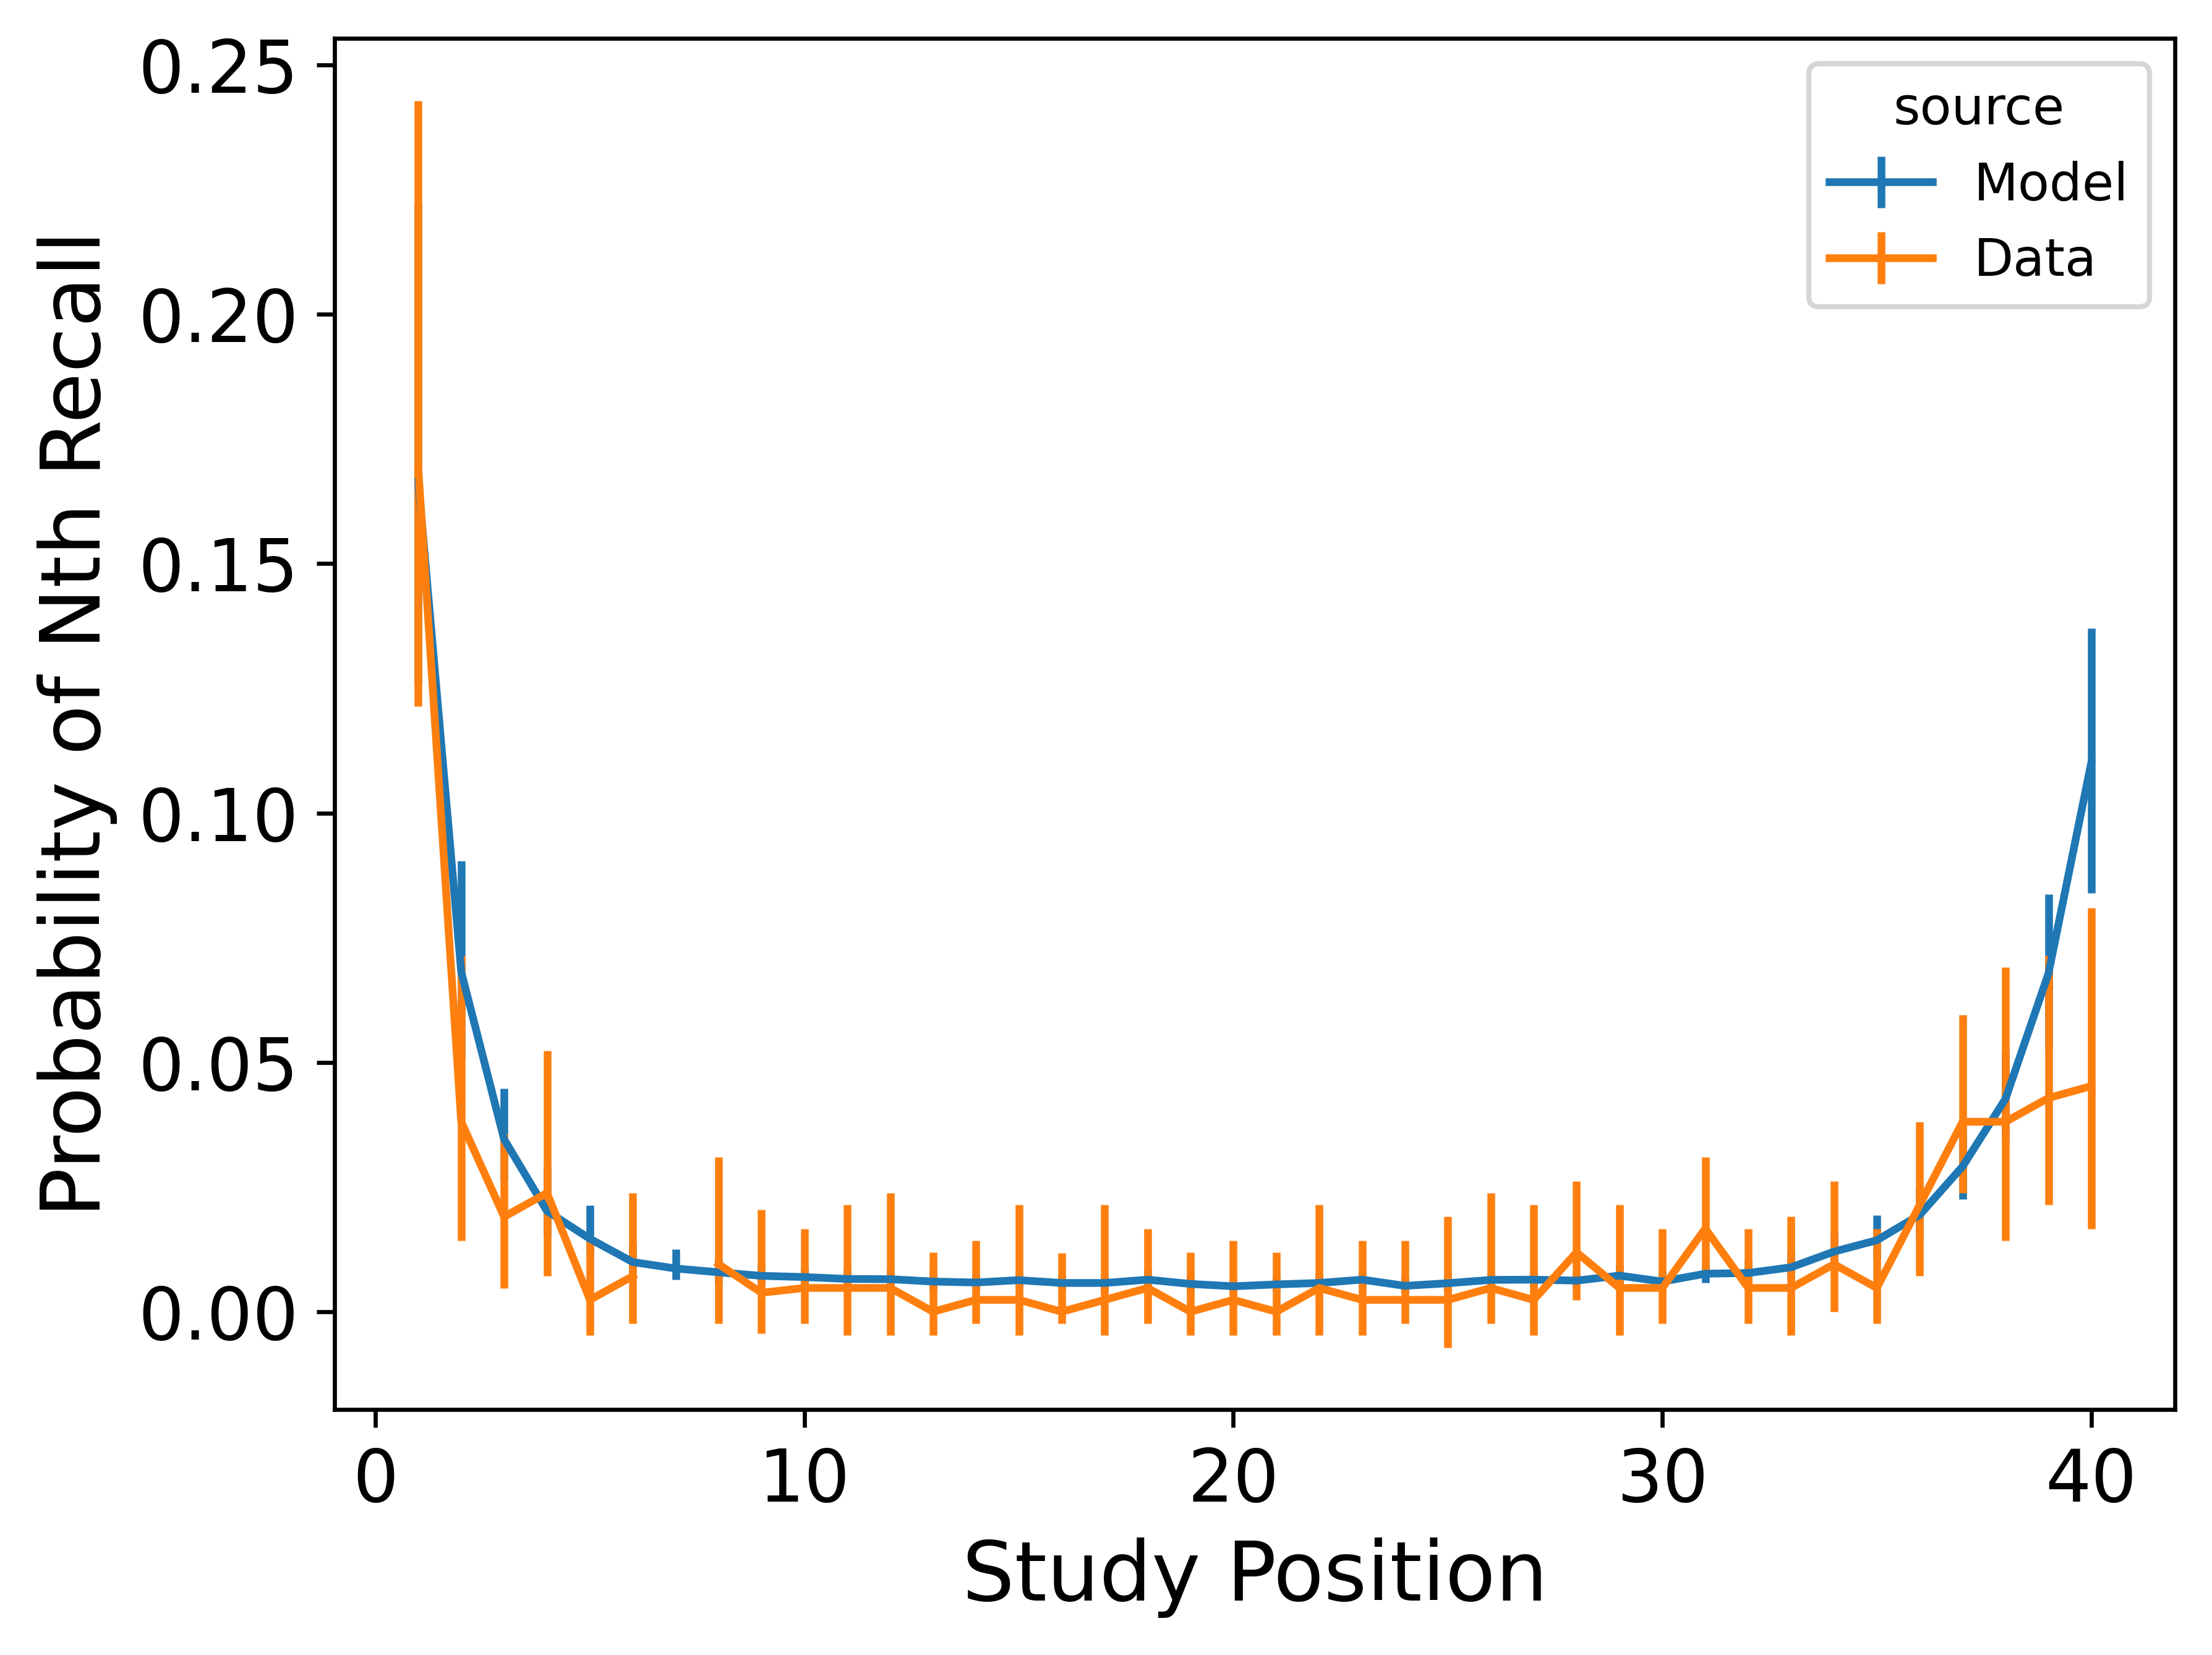 0.25
0.20
0.15
0.10
0.05
0.00
Probability of Nth Recall
source
Model
Data
0 10 20 30 40
Study Position